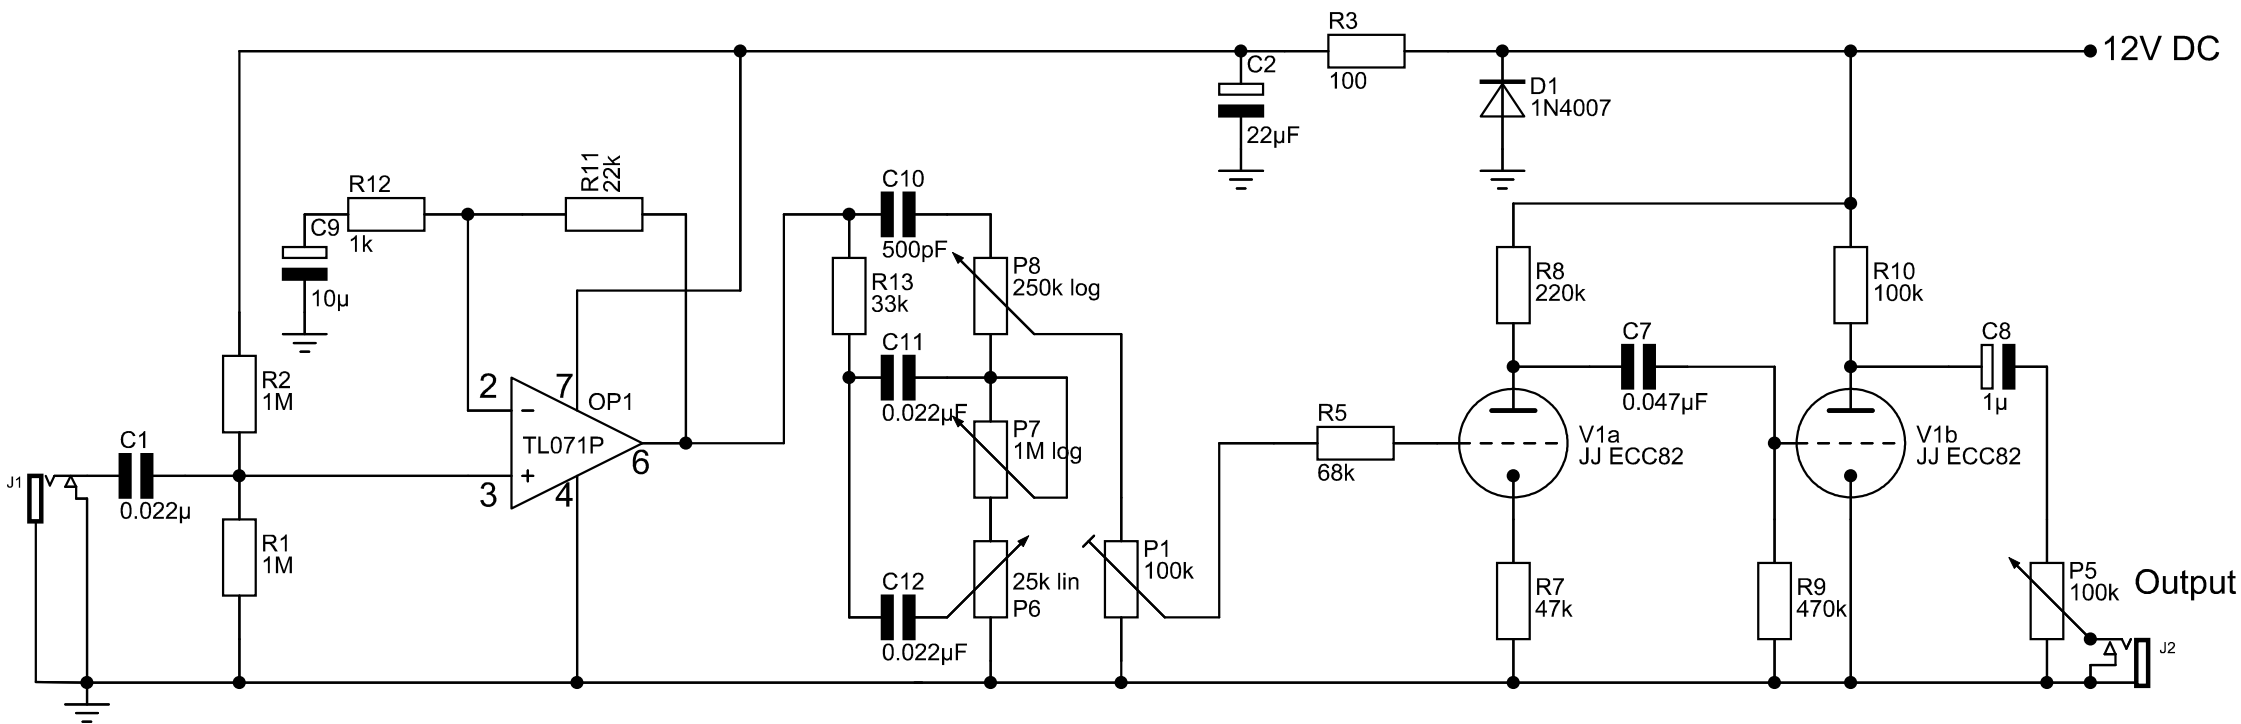 R3
12V DC
C2
100
D1
1N4007
22µF
R11
22k
R12
C10
C9
1k
500pF
10µ
P8
250k log
R13
33k
R8
220k
R10
100k
C11
C7
C8
2
7
OP1
R2
1M
0.022µF
0.047µF
1µ
P7
1M log
R5
C1
TL071P
6
V1a
JJ ECC82
V1b
JJ ECC82
68k
J1
3
4
0.022µ
R1
1M
P1
100k
C12
25k lin
P6
R7
47k
R9
470k
P5
100k
Output
0.022µF
J2